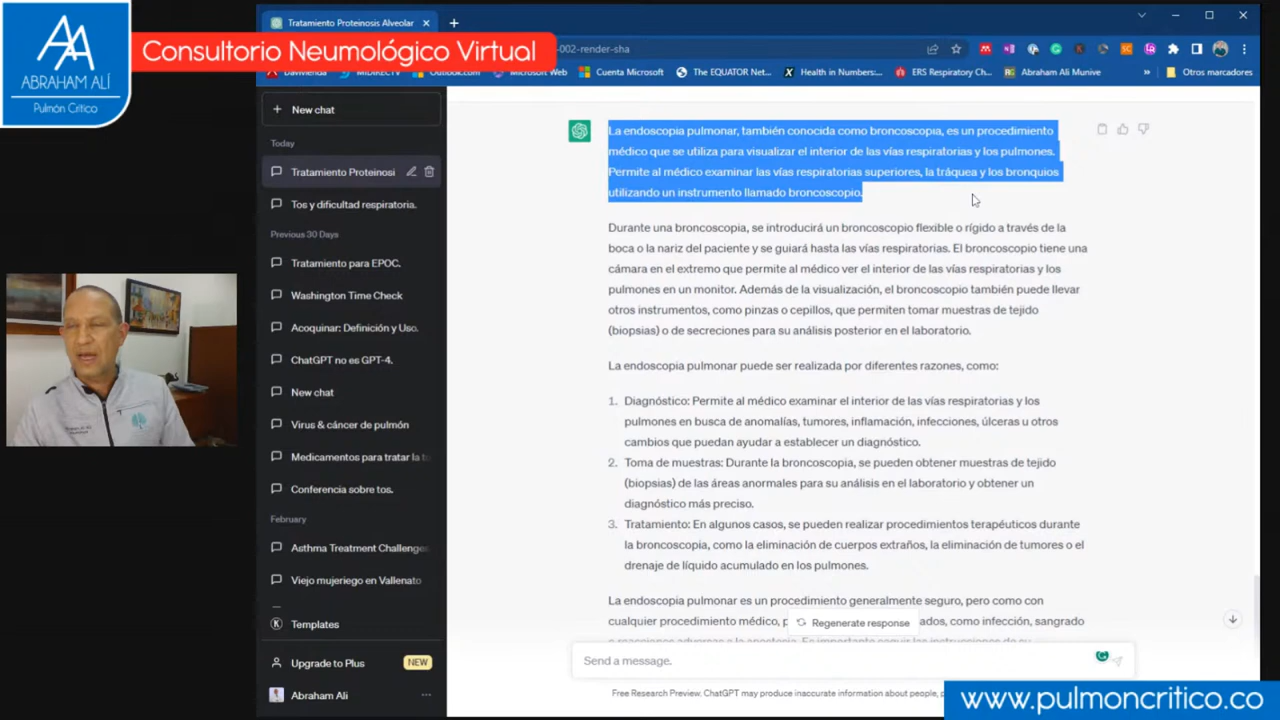 AA
ABRAHAM ALÍ
Pulmón Crítico
Consultorio Neumológico Virtual
Tratamiento Proteinosis Alveolar
-002-render-sha
Davivienda
MiDIRECTV
Outlook.com
Microsoft Web
Cuenta Microsoft
The EQUATOR Net...
Health in Numbers:...
ERS Respiratory Ch...
Abraham Ali Munive
»
Otros marcadores
+ New chat
Today
Tratamiento Proteinosi
Tos y dificultad respiratoria.
Previous 30 Days
Tratamiento para EPOC.
Washington Time Check
Acoquinar: Definición y Uso.
ChatGPT no es GPT-4.
New chat
Virus & cáncer de pulmón
Medicamentos para tratar la t
Conferencia sobre tos.
February
Asthma Treatment Challenge
Viejo mujeriego en Vallenato
Templates
Upgrade to Plus
NEW
Abraham Ali
La endoscopia pulmonar, también conocida como broncoscopia, es un procedimiento
médico que se utiliza para visualizar el interior de las vías respiratorias y los pulmones.
Permite al médico examinar las vías respiratorias superiores, la tráquea y los bronquios
utilizando un instrumento llamado broncoscopio.
Durante una broncoscopia, se introducirá un broncoscopio flexible o rígido a través de la
boca o la nariz del paciente y se guiará hasta las vías respiratorias. El broncoscopio tiene una
cámara en el extremo que permite al médico ver el interior de las vías respiratorias y los
pulmones en un monitor. Además de la visualización, el broncoscopio también puede llevar
otros instrumentos, como pinzas o cepillos, que permiten tomar muestras de tejido
(biopsias) o de secreciones para su análisis posterior en el laboratorio.
La endoscopia pulmonar puede ser realizada por diferentes razones, como:
1. Diagnóstico: Permite al médico examinar el interior de las vías respiratorias y los
pulmones en busca de anomalías, tumores, inflamación, infecciones, úlceras u otros
cambios que puedan ayudar a establecer un diagnóstico.
2. Toma de muestras: Durante la broncoscopia, se pueden obtener muestras de tejido
(biopsias) de las áreas anormales para su análisis en el laboratorio y obtener un
diagnóstico más preciso.
3. Tratamiento: En algunos casos, se pueden realizar procedimientos terapéuticos durante
la broncoscopia, como la eliminación de cuerpos extraños, la eliminación de tumores o el
drenaje de líquido acumulado en los pulmones.
La endoscopia pulmonar es un procedimiento generalmente seguro, pero como con
cualquier procedimiento médico, p
Regenerate response
ados, como infección, sangrado
o reacciones adversas a la anestesia. Es importante seguir las instrucciones de su
Send a message.
Free Research Preview. ChatGPT may produce inaccurate information about people, p
www.pulmoncritico.co